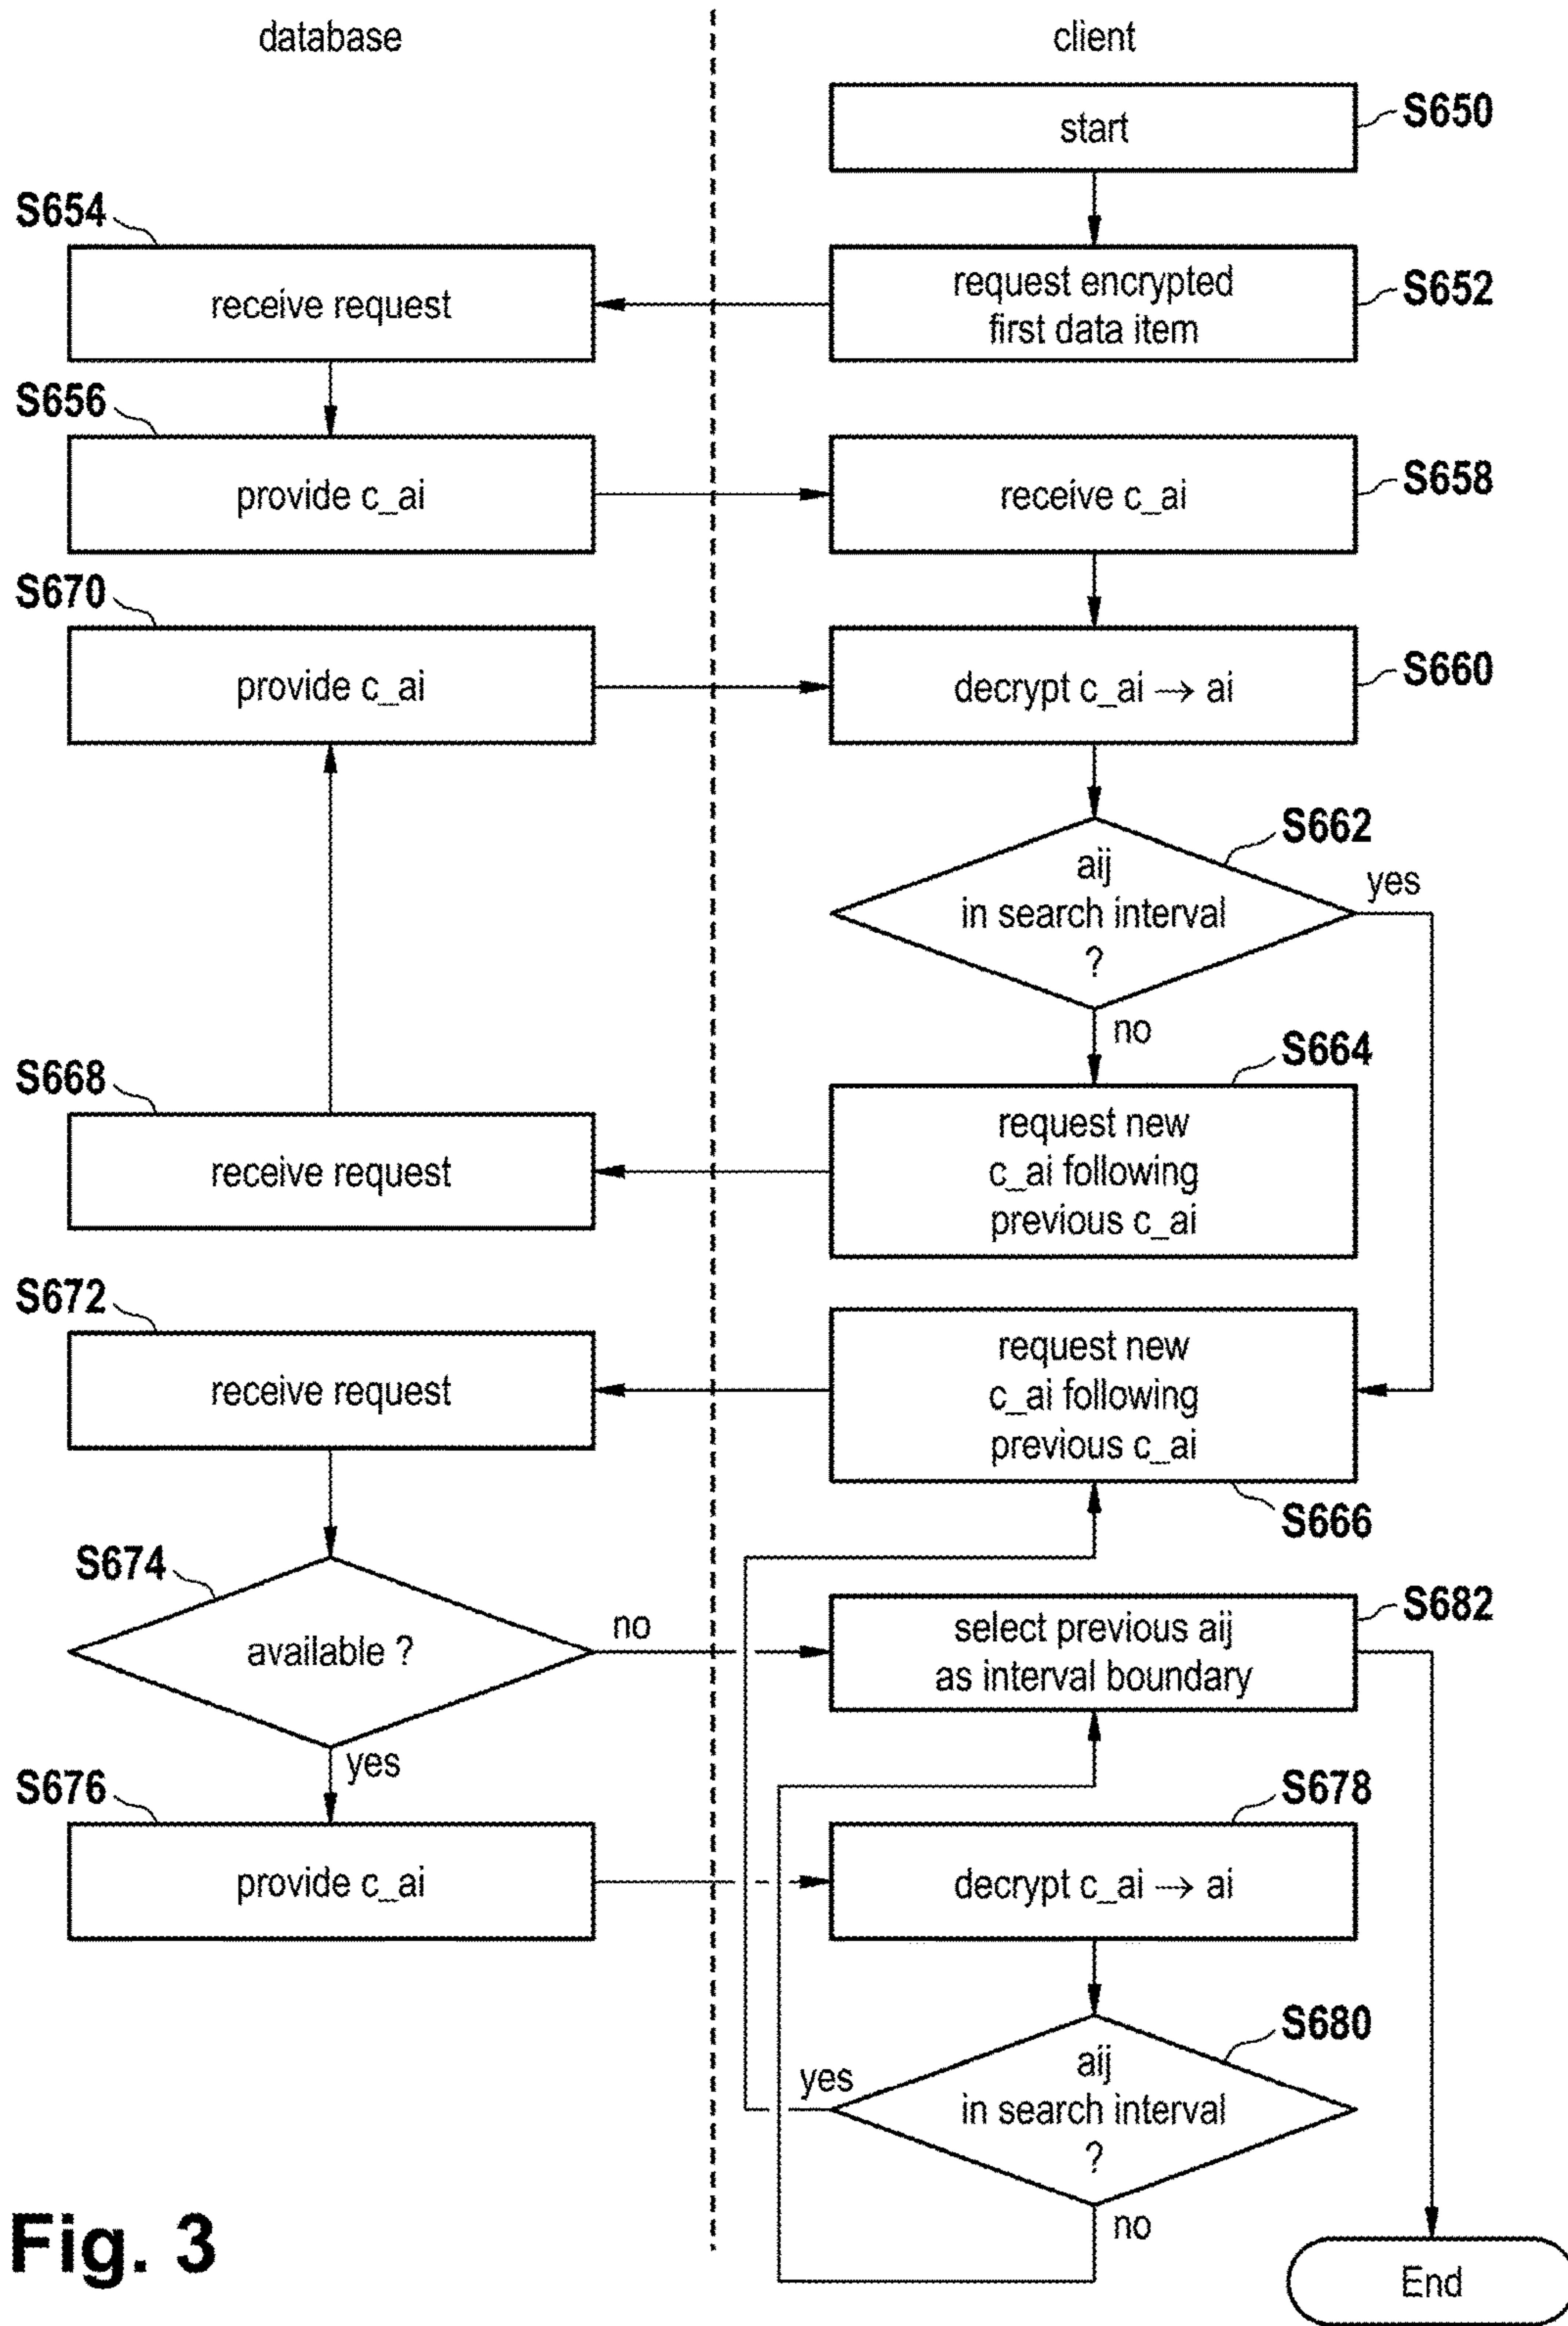 database
client
start
S650
S654
receive request
request encrypted
first data item
S652
S656
provide c_ai
receive c_ai
S658
S670
provide c_ai
decrypt c_ai → ai
S660
S662
aij
in search interval
?
yes
no
S664
S668
receive request
request new
c_ai following
previous c_ai
S672
receive request
request new
c_ai following
previous c_ai
S666
S674
available ?
no
yes
select previous aij
as interval boundary
S682
S676
provide c_ai
S678
decrypt c_ai → ai
S680
aij
in search interval
?
yes
no
Fig. 3
End